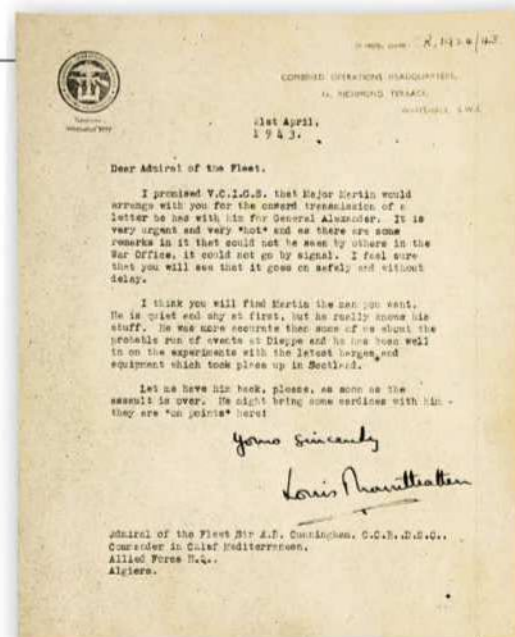 S.R. 1924/43
COMBINED OPERATIONS HEADQUARTERS,
1a, RICHMOND TERRACE,
WHITEHALL, S.W.1.
21st April,
1943.
Dear Admiral of the Fleet.
I promised V.C.I.G.S. that Major Martin would
arrange with you for the onward transmission of a
letter he has with him for General Alexander. It is
very urgent and very "hot" and as there are some
remarks in it that could not be seen by others in the
War Office, it could not go by signal. I feel sure
that you will see that it goes on safely and without
delay.
I think you will find Martin the man you want.
He is quiet and shy at first, but he really knows his
stuff. He was more accurate than some of us about the
probable run of events at Dieppe and he has been well
in on the experiments with the latest barges and
equipment which took place up in Scotland.
Let us have him back, please, as soon as the
assault is over. He might bring some sardines with him -
they are "on points" here!
Yours sincerely
Louis Mountbatten
Admiral of the Fleet Sir A.B. Cunningham, G.C.B.,D.S.O.,
Commander in Chief Mediterranean,
Allied Force H.Q.,
Algiers.